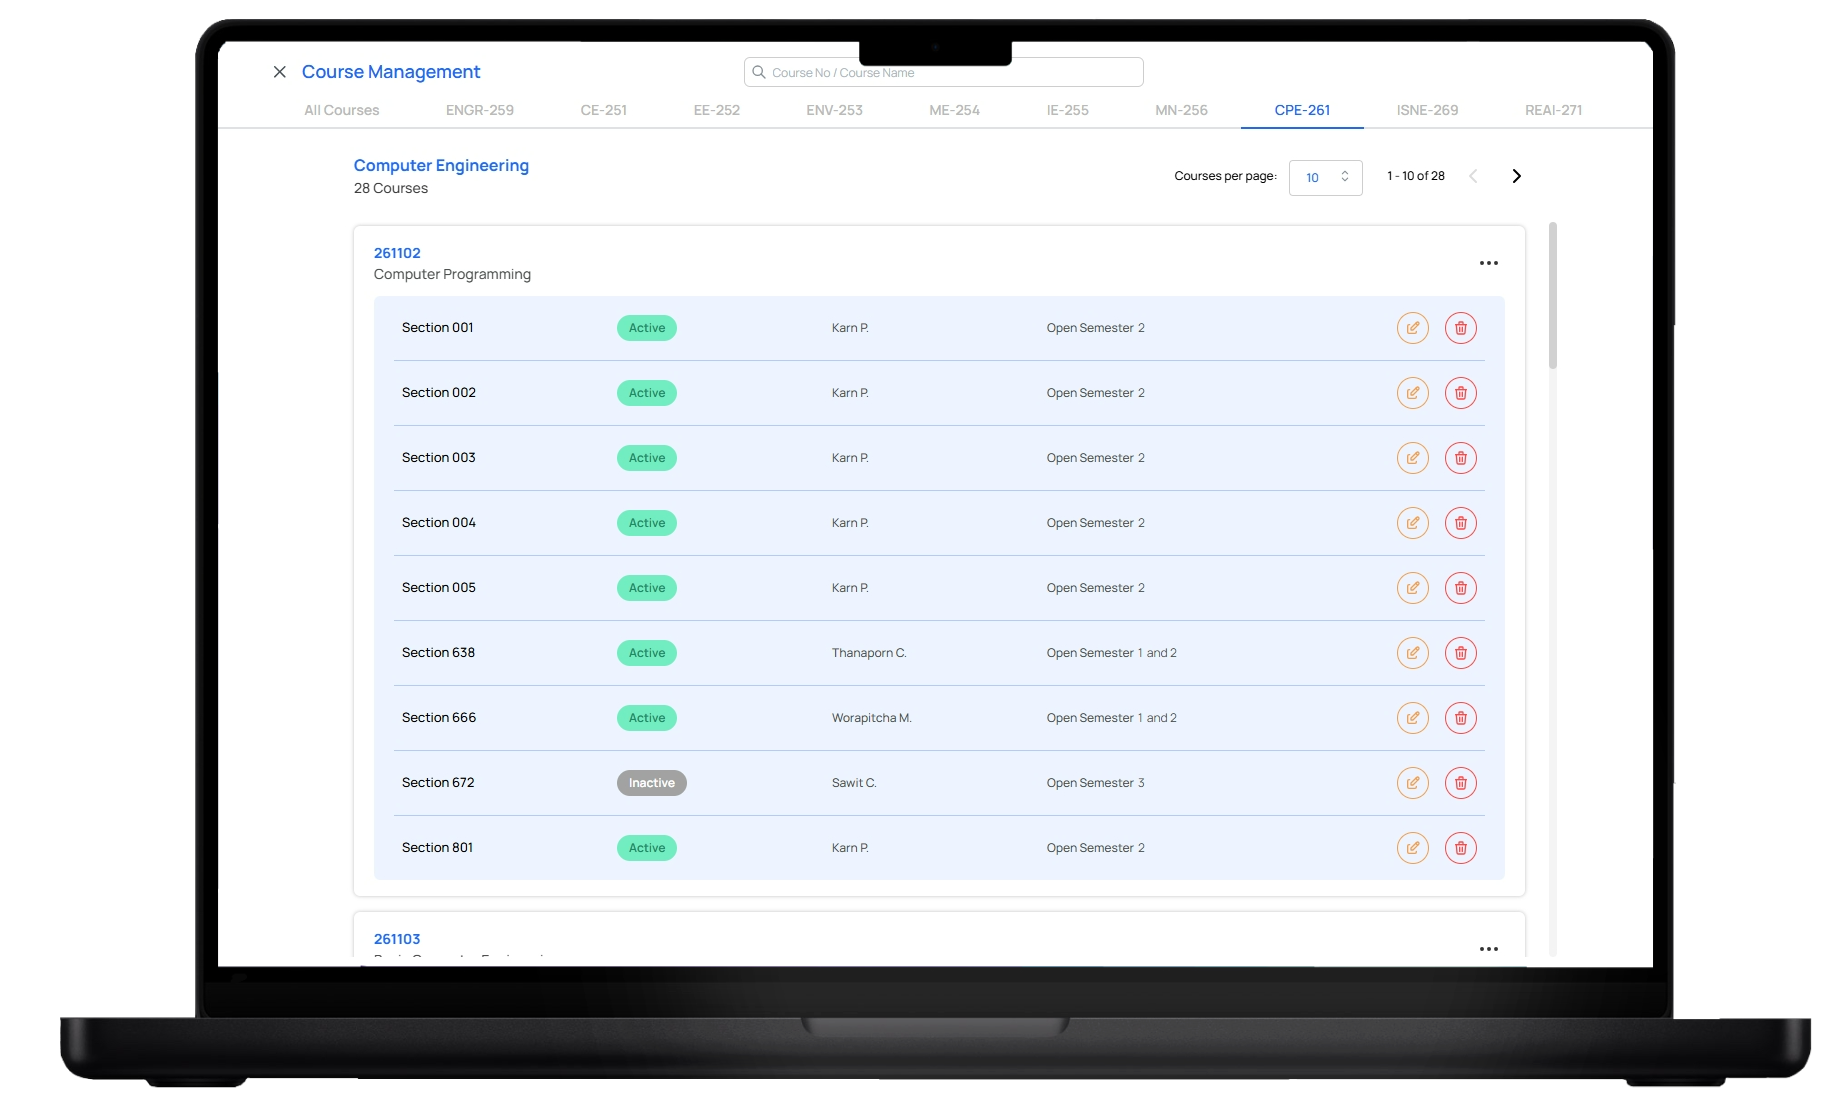 Course Management
Course No / Course Name
All Courses ENGR-259 CE-251 EE-252 ENV-253 ME-254 IE-255 MN-256 CPE-261 ISNE-269 REAI-271
Computer Engineering
28 Courses
Courses per page: 10 1 - 10 of 28
261102
Computer Programming
Section 001 Active Karn P. Open Semester 2
Section 002 Active Karn P. Open Semester 2
Section 003 Active Karn P. Open Semester 2
Section 004 Active Karn P. Open Semester 2
Section 005 Active Karn P. Open Semester 2
Section 638 Active Thanaporn C. Open Semester 1 and 2
Section 666 Active Worapitcha M. Open Semester 1 and 2
Section 672 Inactive Sawit C. Open Semester 3
Section 801 Active Karn P. Open Semester 2
261103